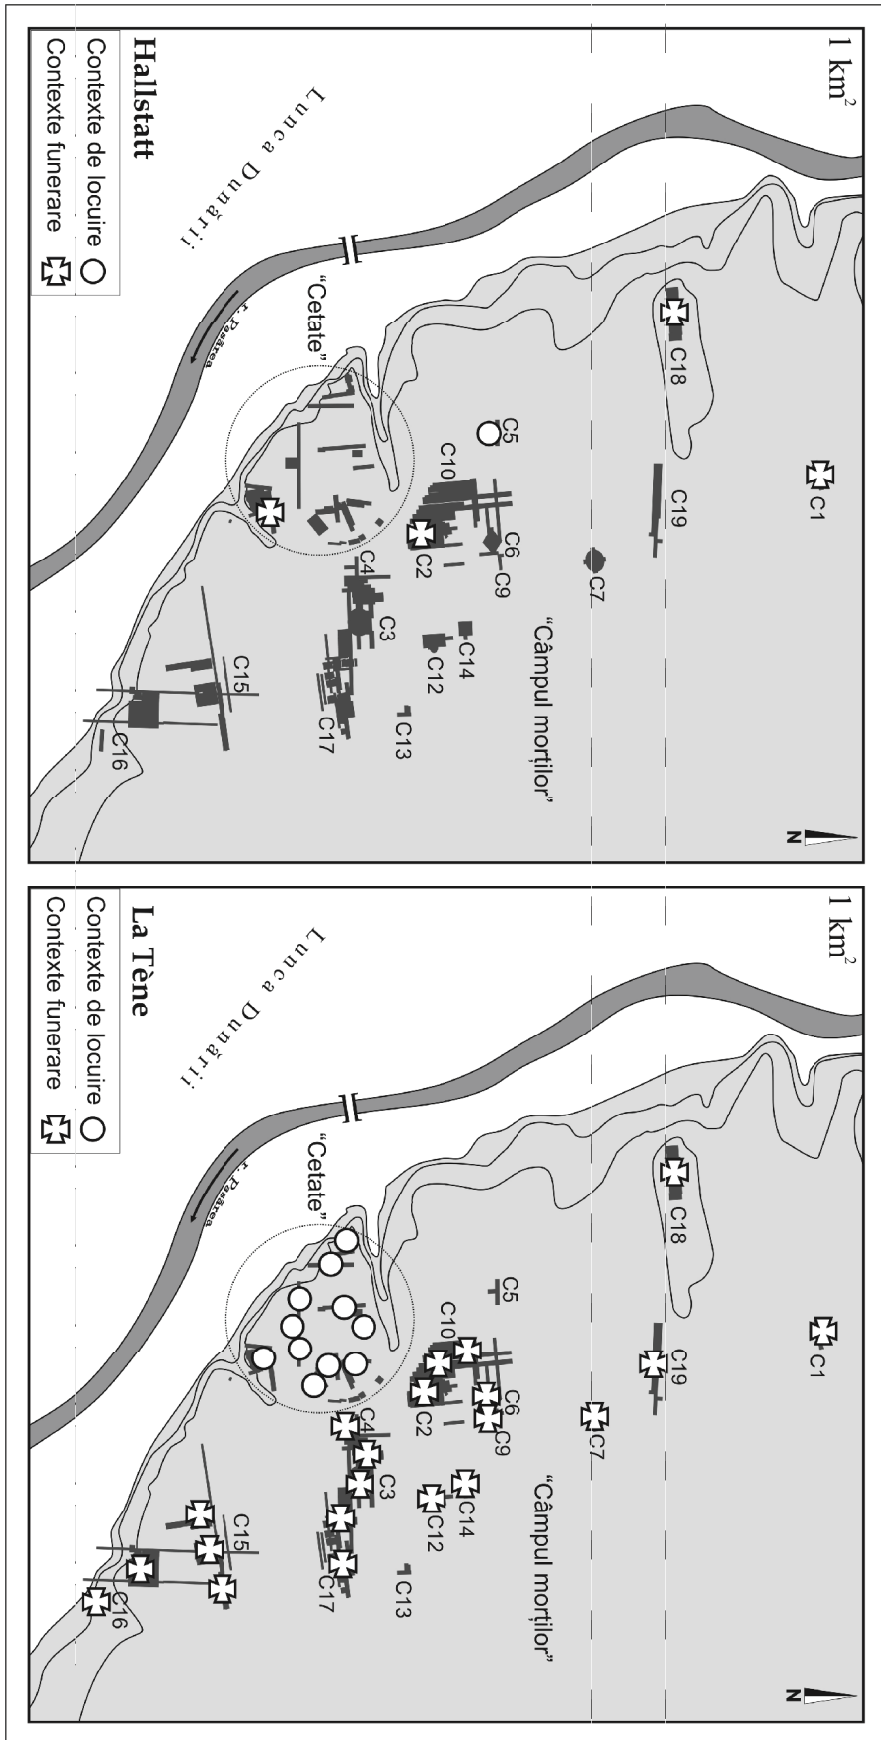 1 km²
Hallstatt
Contexte de locuire
Contexte funerare
Lunca Dunării
r. Pasărea
"Cetate"
"Câmpul morților"
C18
C5
C10
C1
C19
C2
C6
C9
C7
C4
C3
C14
C12
C15
C17
C13
C16
N
1 km²
La Tène
Contexte de locuire
Contexte funerare
Lunca Dunării
r. Pasărea
"Cetate"
"Câmpul morților"
C18
C5
C10
C1
C19
C2
C6
C9
C7
C4
C3
C14
C12
C15
C17
C13
C16
N